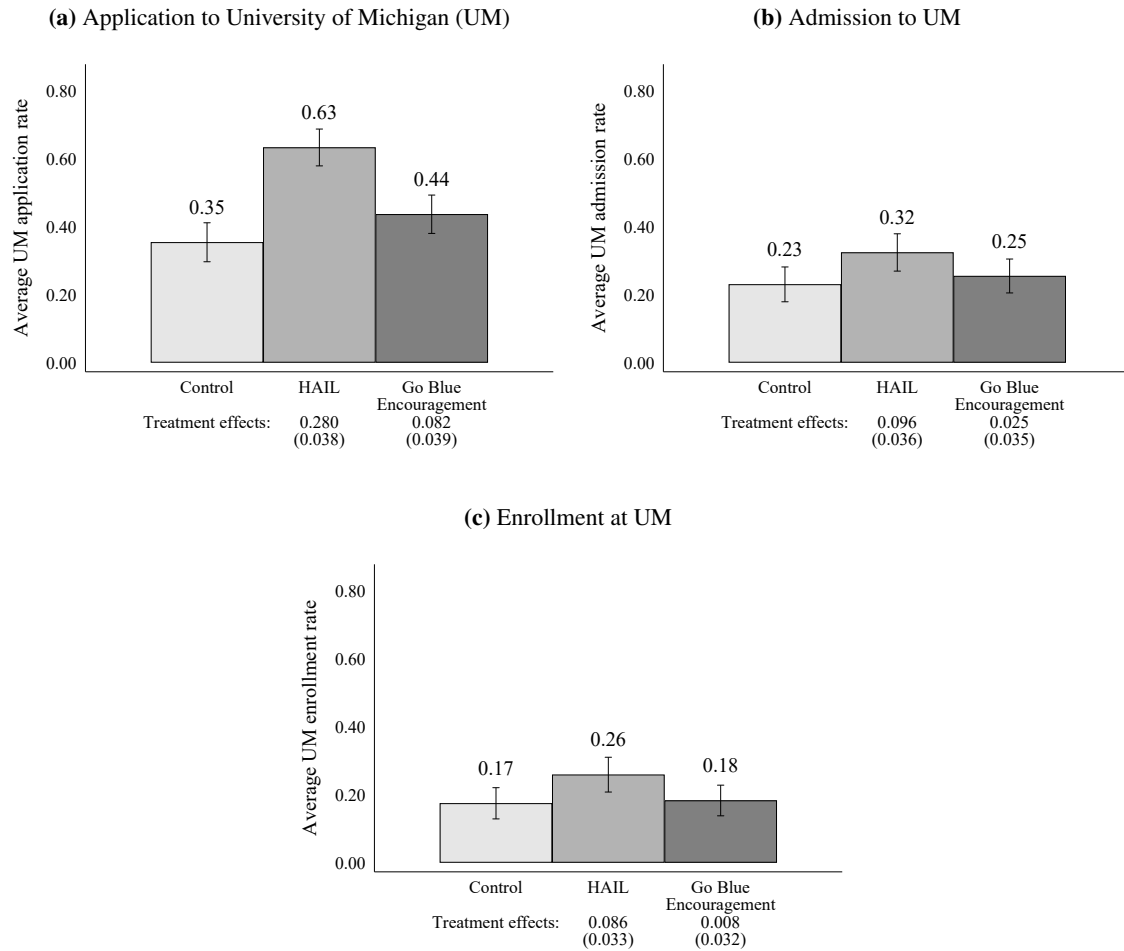 (a) Application to University of Michigan (UM)
Average UM application rate
0.80
0.60
0.40
0.20
0.00
0.35
0.63
0.44
Control
HAIL
Go Blue
Encouragement
Treatment effects:
0.280
0.082
(0.038)
(0.039)
(b) Admission to UM
Average UM admission rate
0.80
0.60
0.40
0.20
0.00
0.23
0.32
0.25
Control
HAIL
Go Blue
Encouragement
Treatment effects:
0.096
0.025
(0.036)
(0.035)
(c) Enrollment at UM
Average UM enrollment rate
0.80
0.60
0.40
0.20
0.00
0.17
0.26
0.18
Control
HAIL
Go Blue
Encouragement
Treatment effects:
0.086
0.008
(0.033)
(0.032)